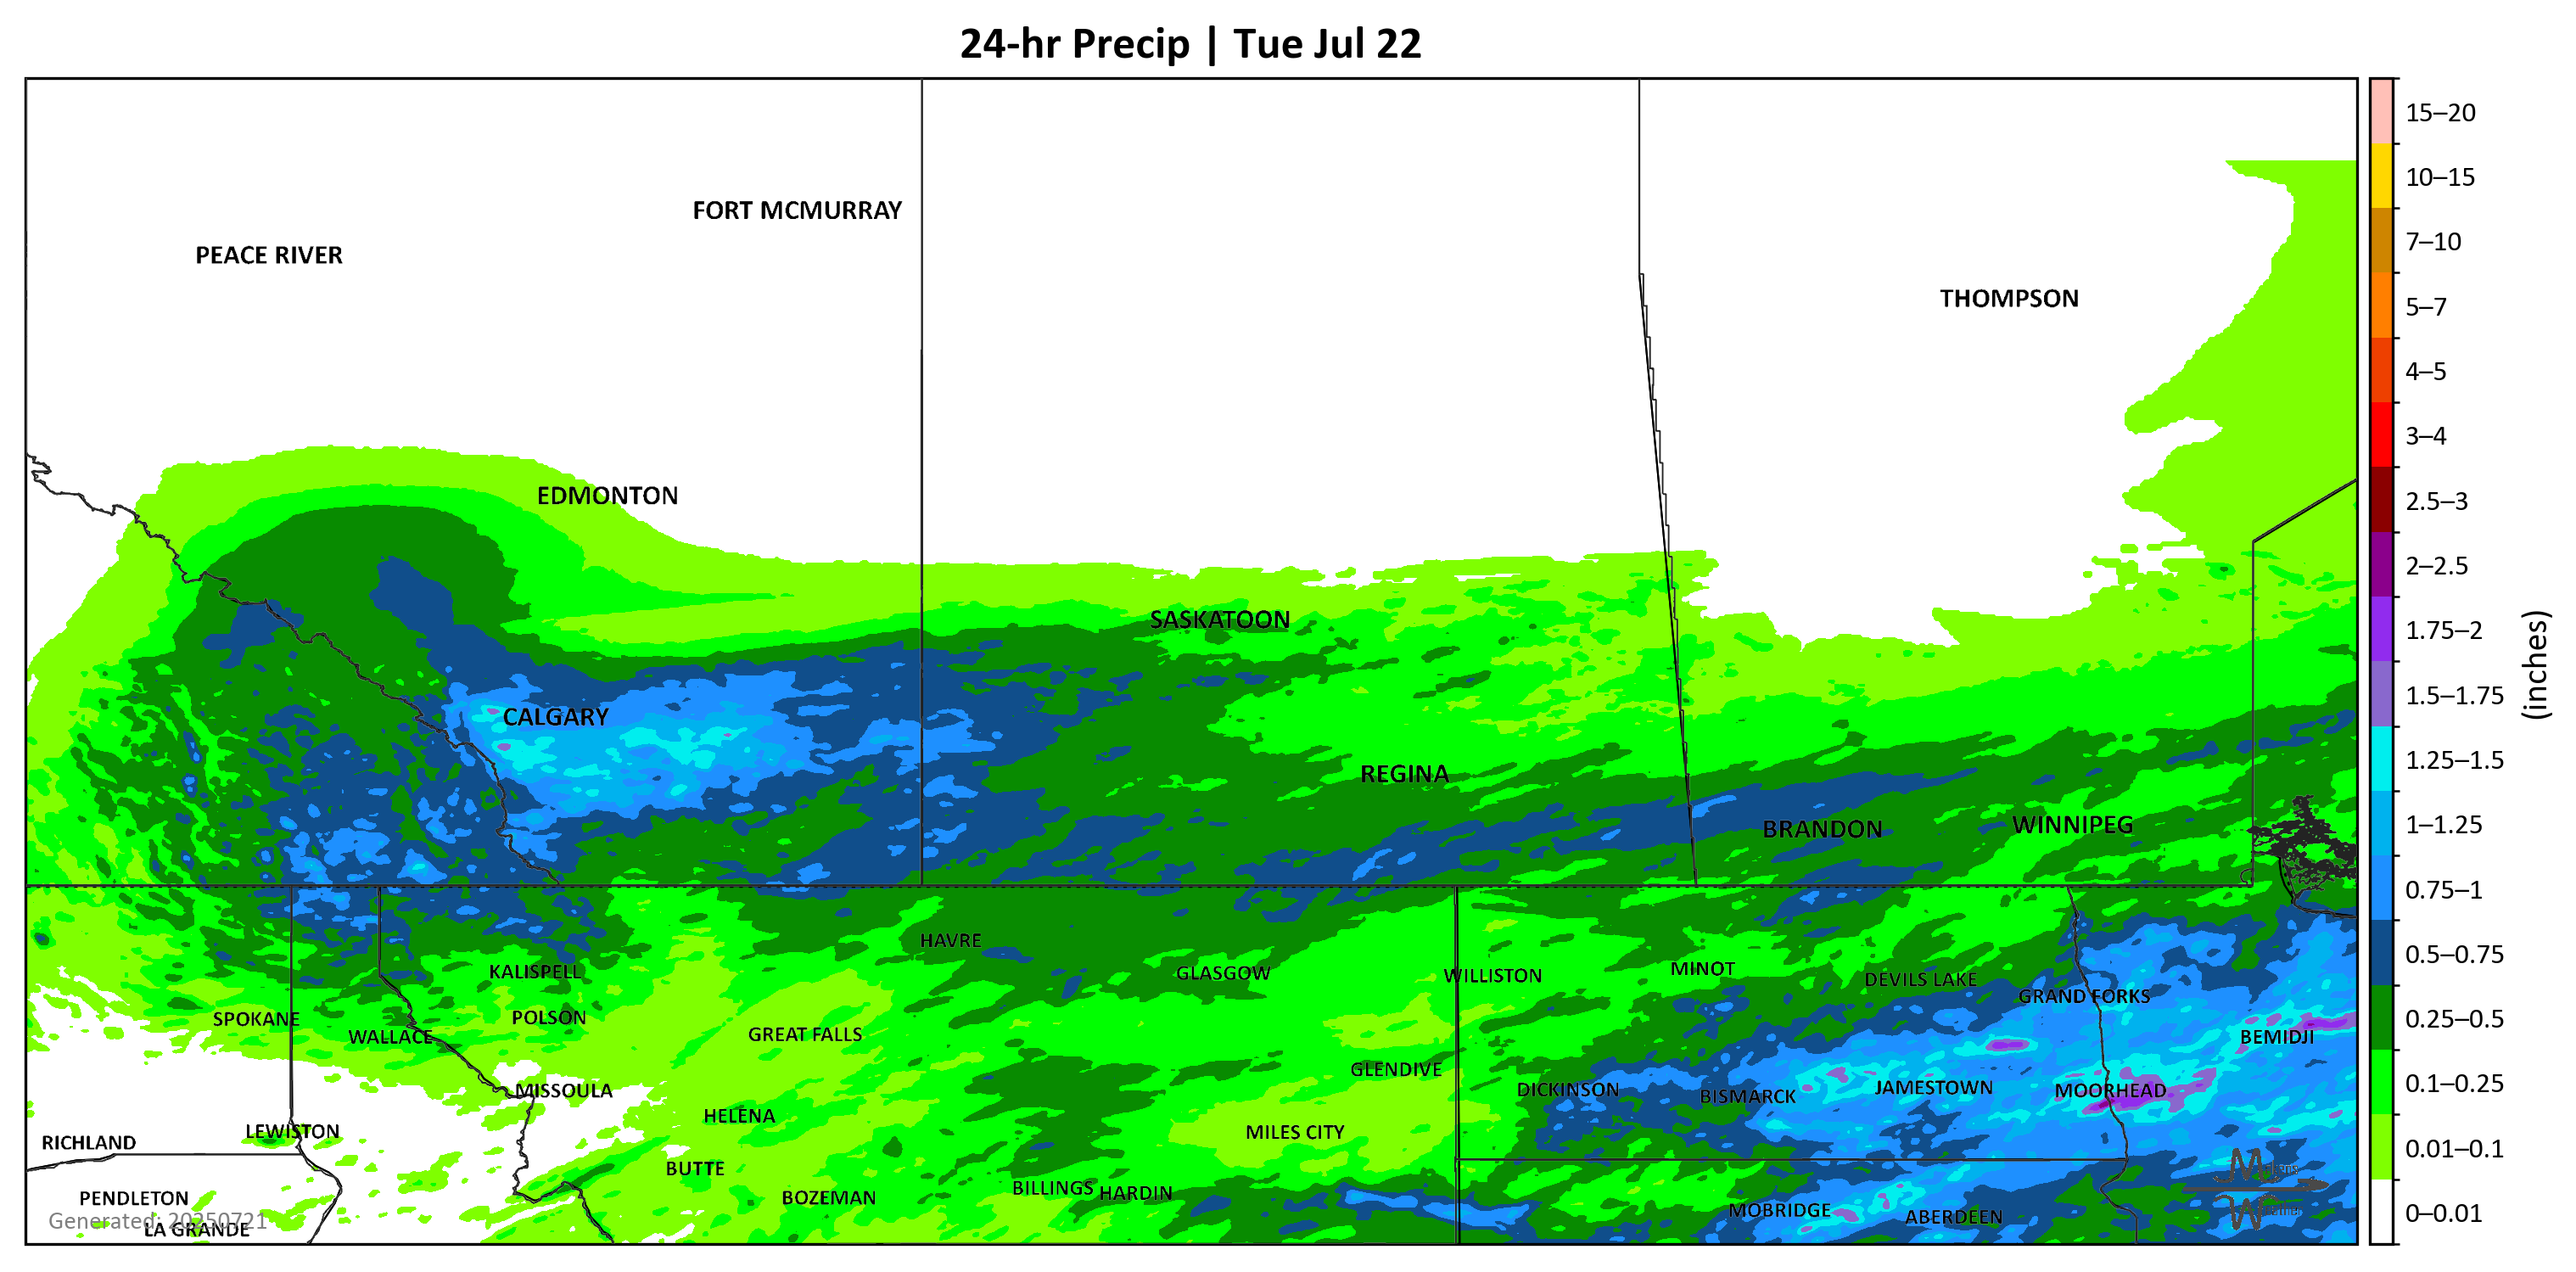 24-hr Precip | Tue Jul 22
15–20
10–15
7–10
5–7
4–5
3–4
2.5–3
2–2.5
1.75–2
1.5–1.75
1.25–1.5
1–1.25
0.75–1
0.5–0.75
0.25–0.5
0.1–0.25
0.01–0.1
0–0.01
(inches)
FORT MCMURRAY
PEACE RIVER
THOMPSON
EDMONTON
SASKATOON
CALGARY
REGINA
BRANDON
WINNIPEG
HAVRE
KALISPELL
GLASGOW
WILLISTON
MINOT
DEVILS LAKE
GRAND FORKS
SPOKANE
POLSON
WALLACE
GREAT FALLS
BEMIDJI
GLENDIVE
MISSOULA
DICKINSON
BISMARCK
JAMESTOWN
MOORHEAD
HELENA
LEWISTON
MILES CITY
RICHLAND
BUTTE
BILLINGS
HARDIN
PENDLETON
BOZEMAN
MOBRIDGE
ABERDEEN
Generated: 20250721
LA GRANDE